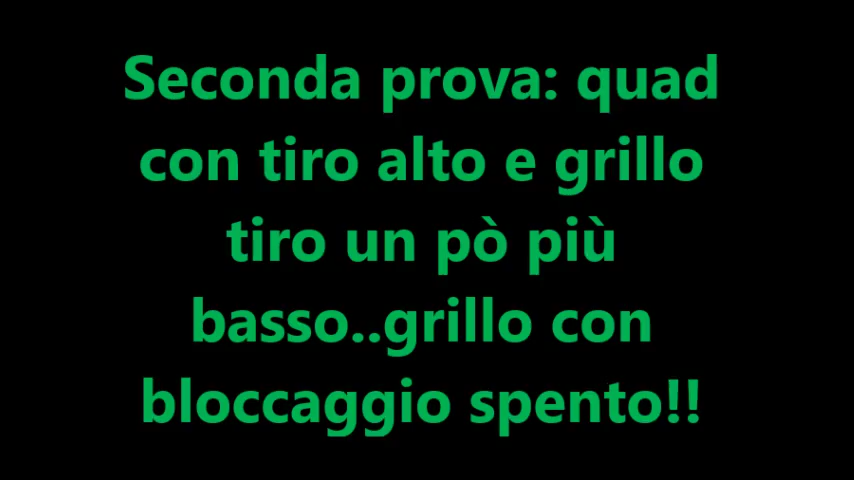 Seconda prova: quad
con tiro alto e grillo
tiro un pò più
basso..grillo con
bloccaggio spento!!